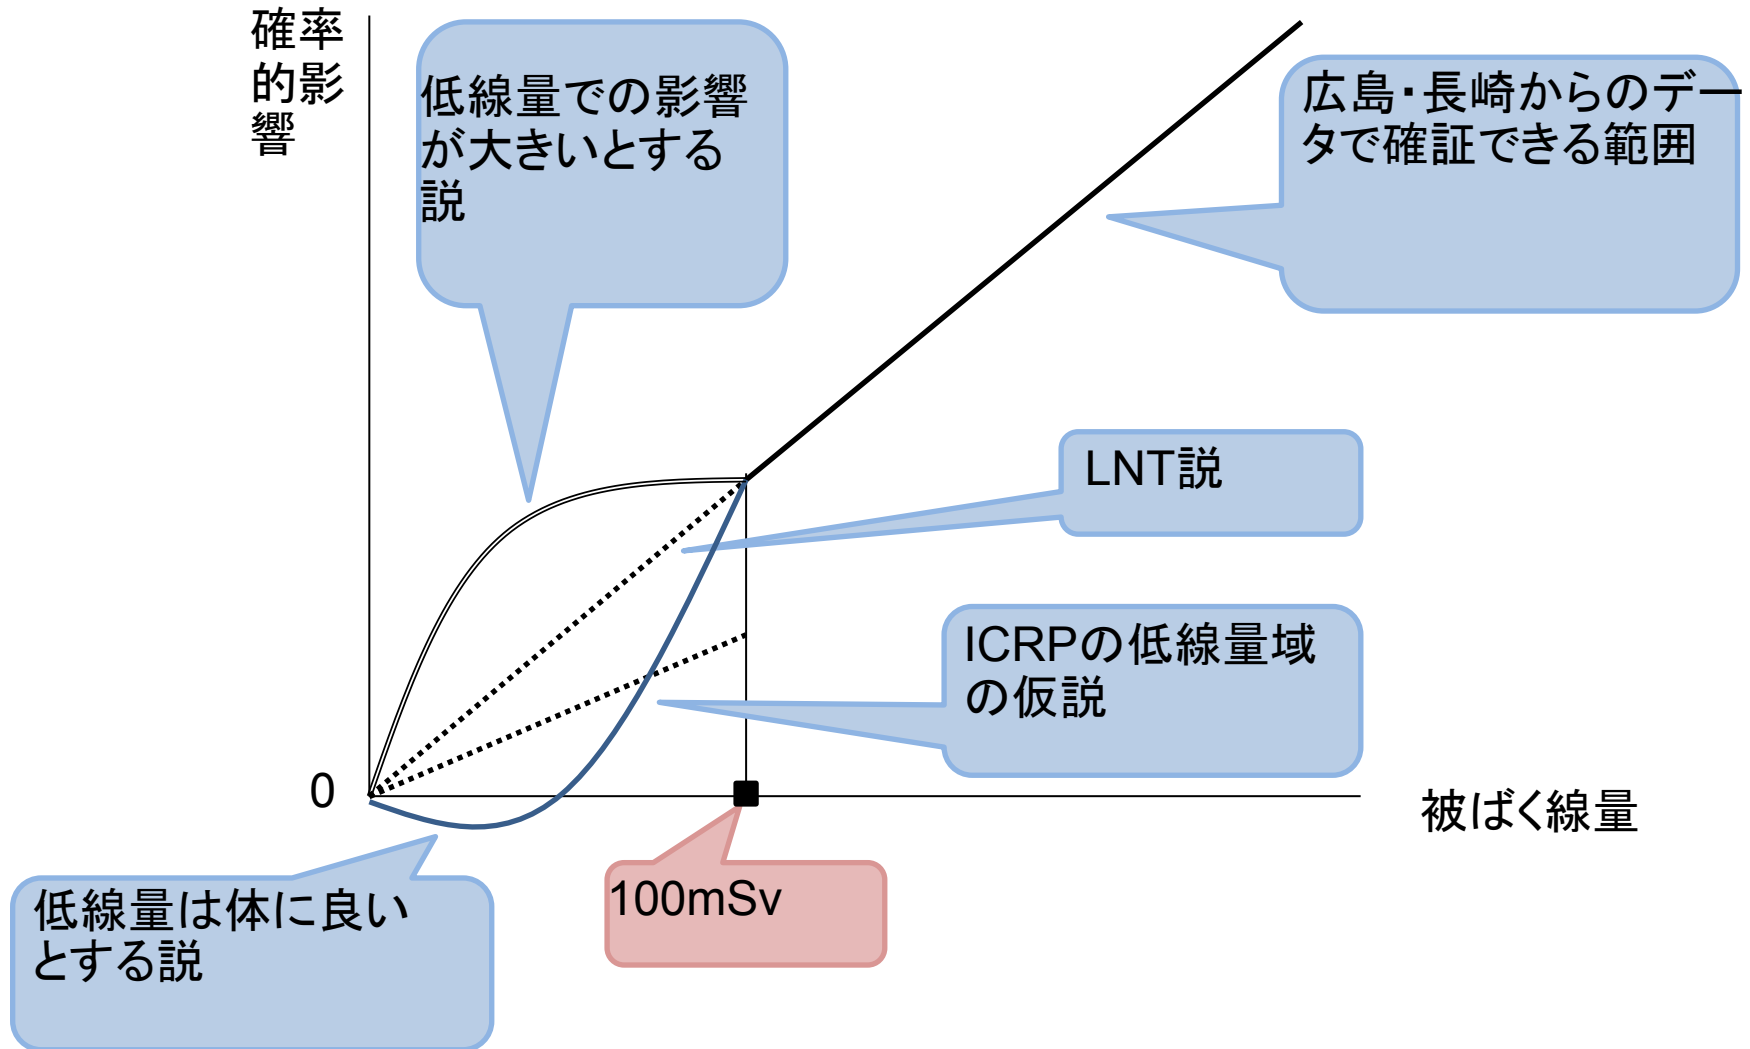 確率
的影
響
低線量での影響
が大きいとする
説
広島・長崎からのデー
タで確証できる範囲
LNT説
ICRPの低線量域
の仮説
0
被ばく線量
100mSv
低線量は体に良い
とする説